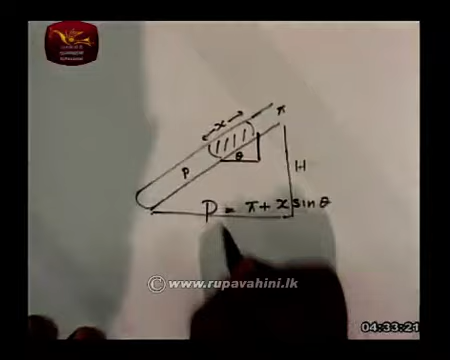 x
π
θ
P
H
P = π + x sin θ
© www.rupavahini.lk
04:33:21